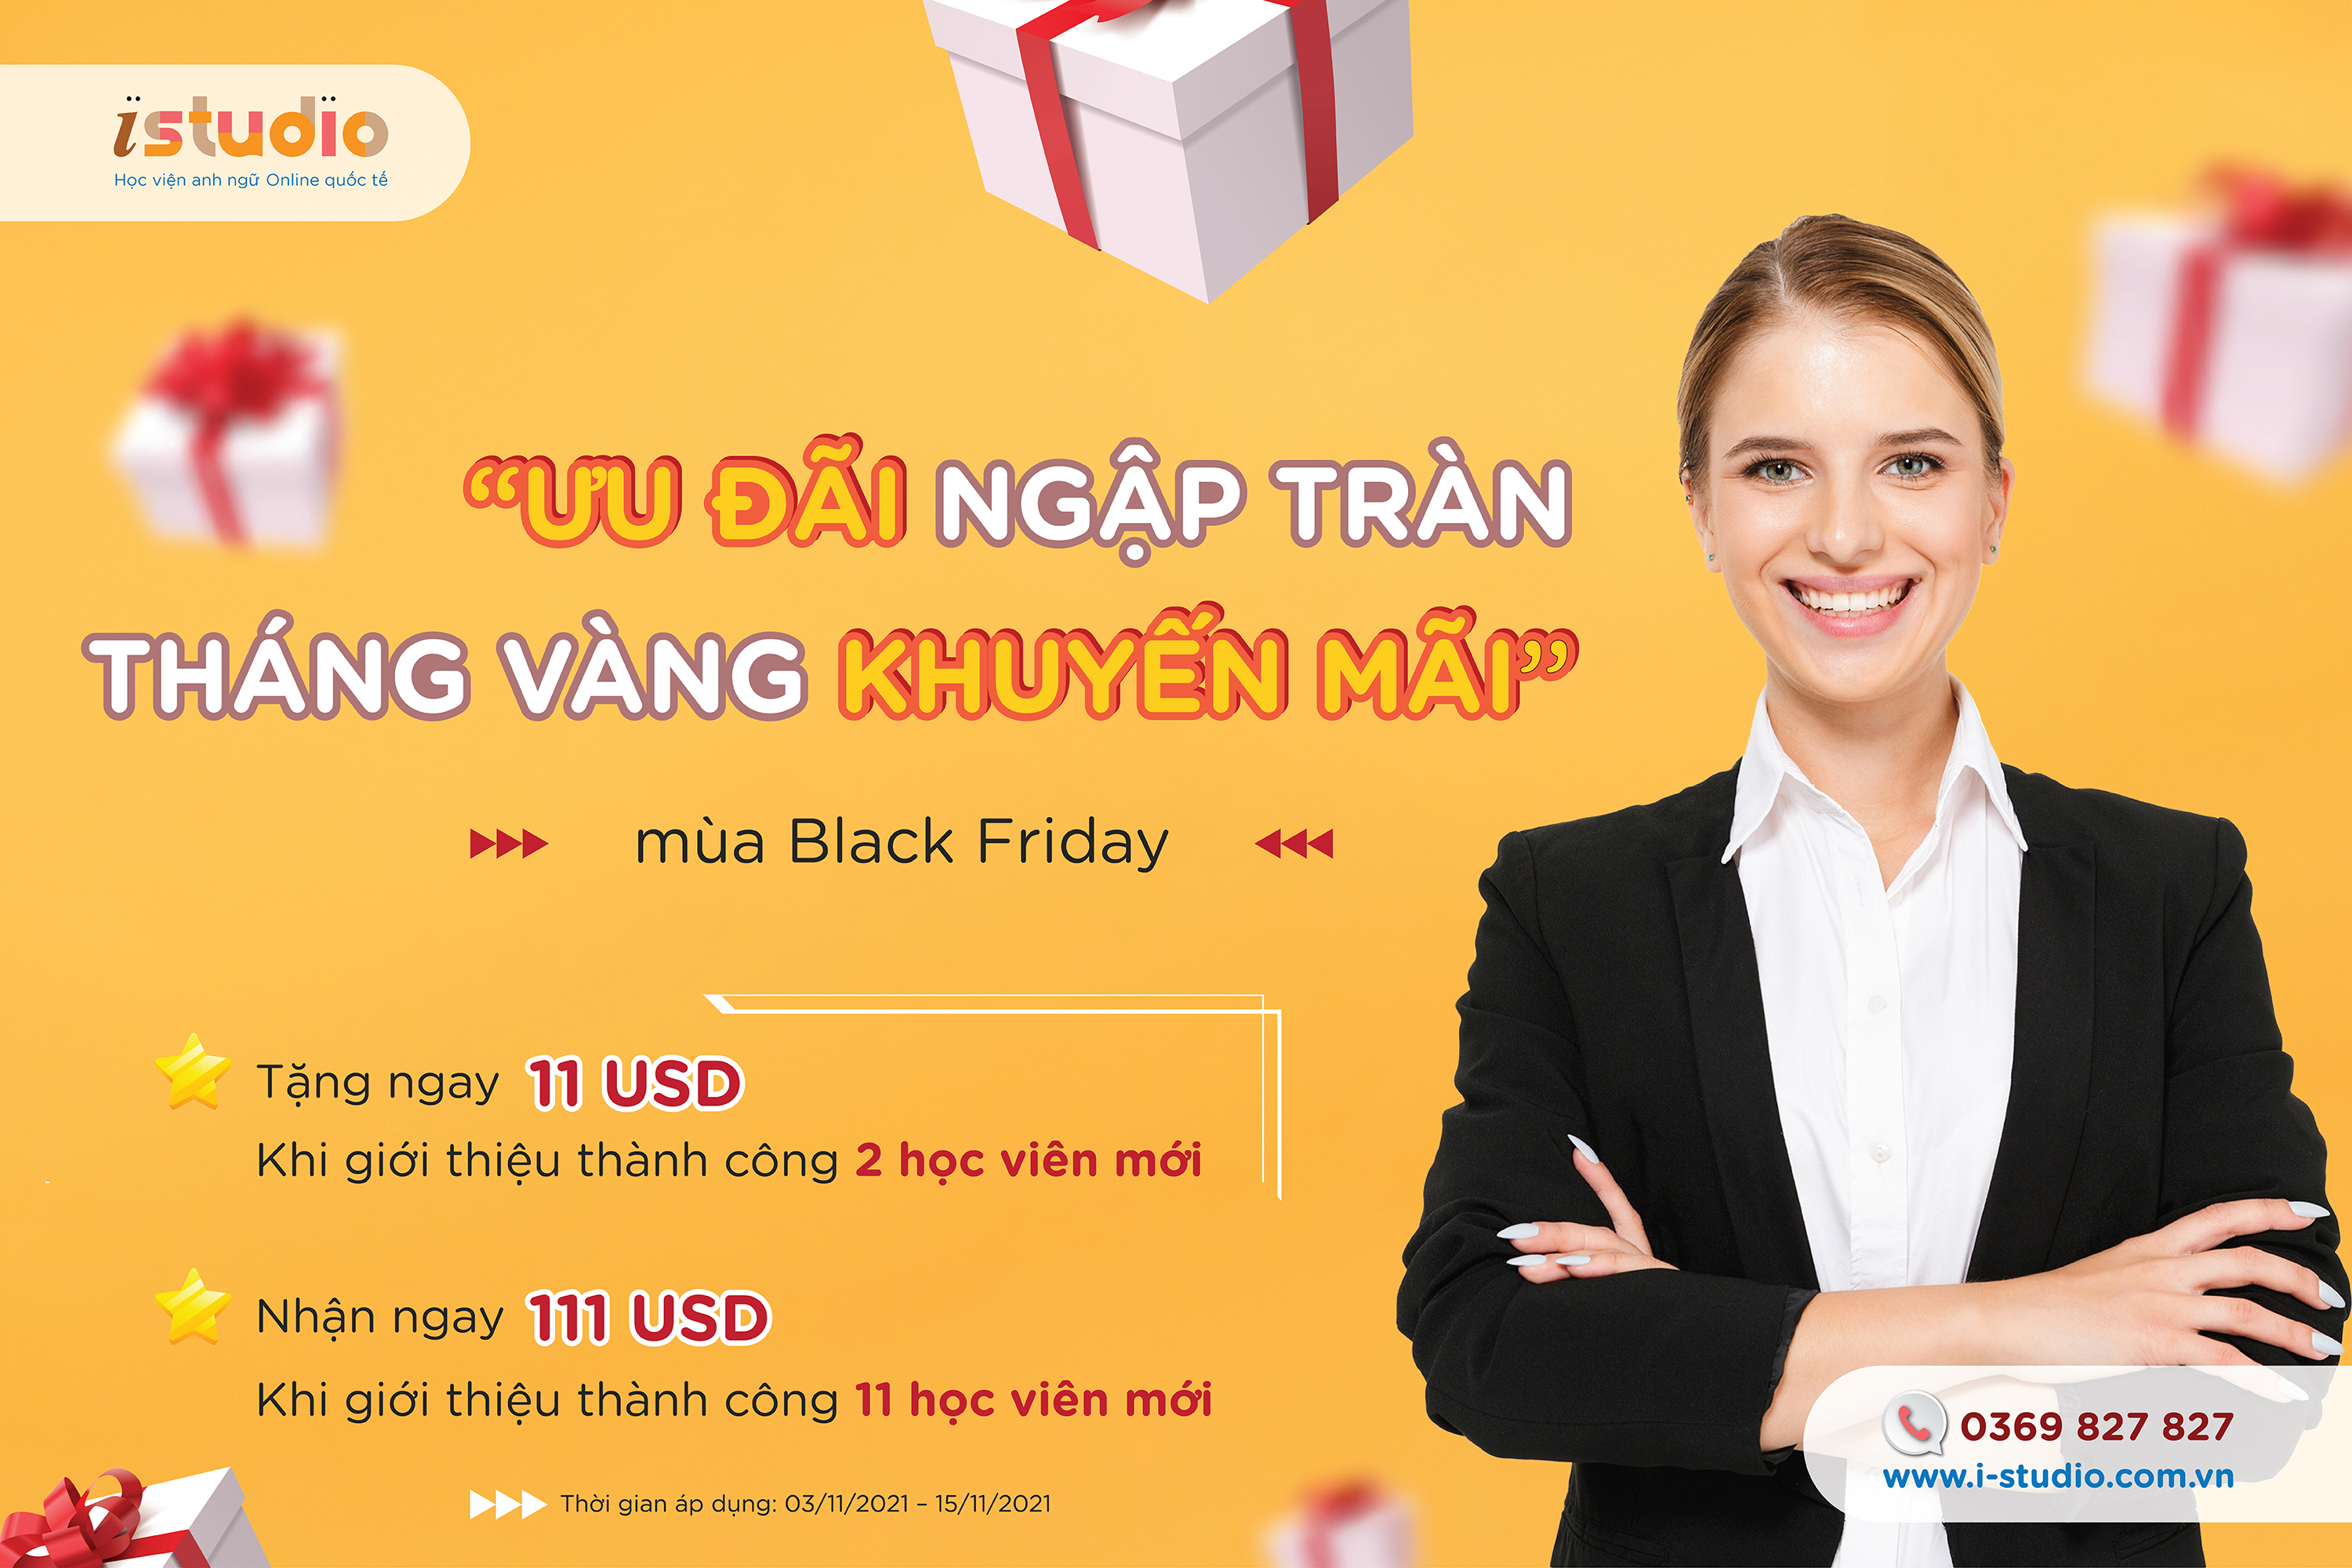 ïstudïo
Học viện anh ngữ Online quốc tế
“ƯU ĐÃI NGẬP TRÀN
THÁNG VÀNG KHUYẾN MÃI”
mùa Black Friday
Tặng ngay 11 USD
Khi giới thiệu thành công 2 học viên mới
Nhận ngay 111 USD
Khi giới thiệu thành công 11 học viên mới
Thời gian áp dụng: 03/11/2021 – 15/11/2021
0369 827 827
www.i-studio.com.vn